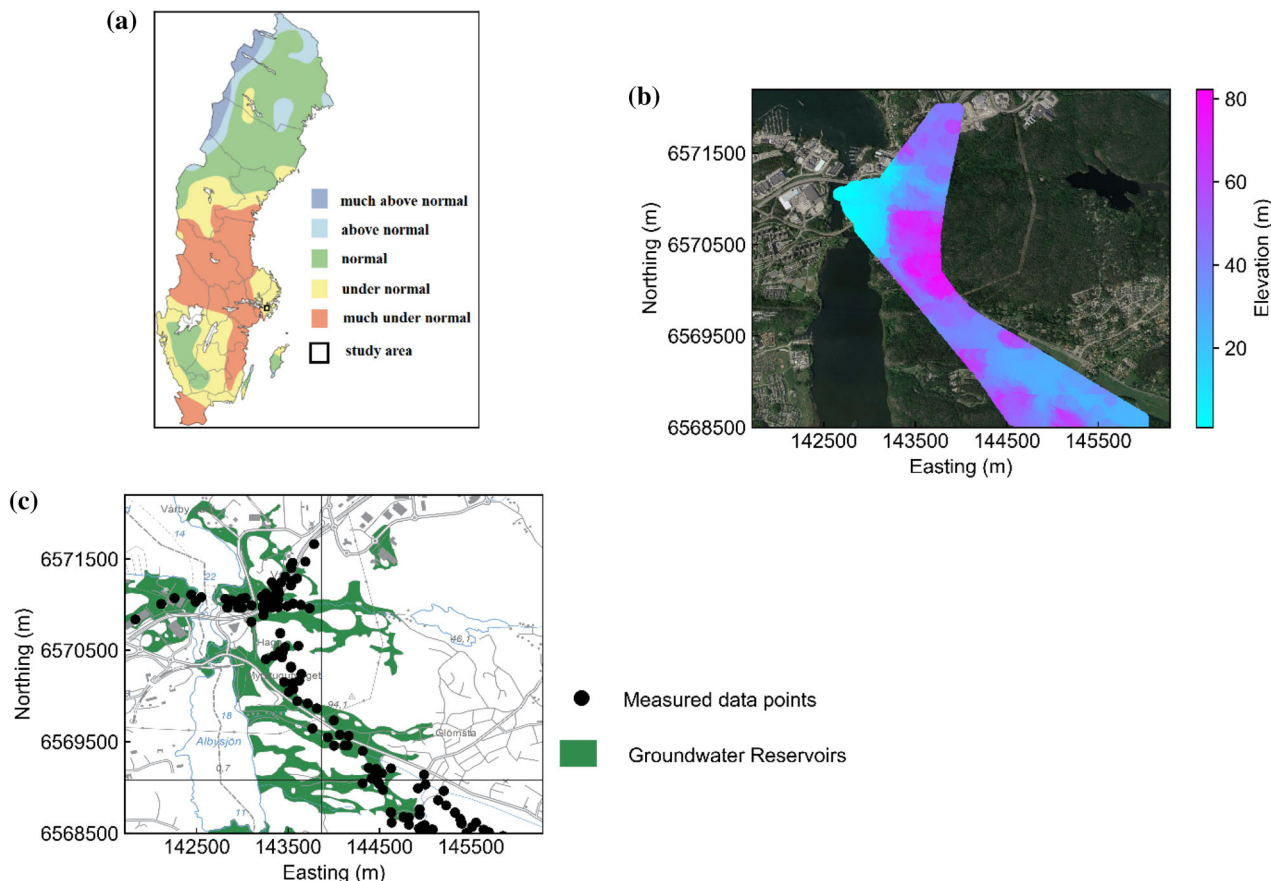 (a)
much above normal
above normal
normal
under normal
much under normal
study area
(b)
6571500
6570500
6569500
6568500
142500 143500 144500 145500
Easting (m)
Northing (m)
80
60
40
20
Elevation (m)
(c)
6571500
6570500
6569500
6568500
142500 143500 144500 145500
Easting (m)
Northing (m)
Vårby
14
22
46,1
94,1
18
Albysjön
0,7
11
Glömsta
Measured data points
Groundwater Reservoirs